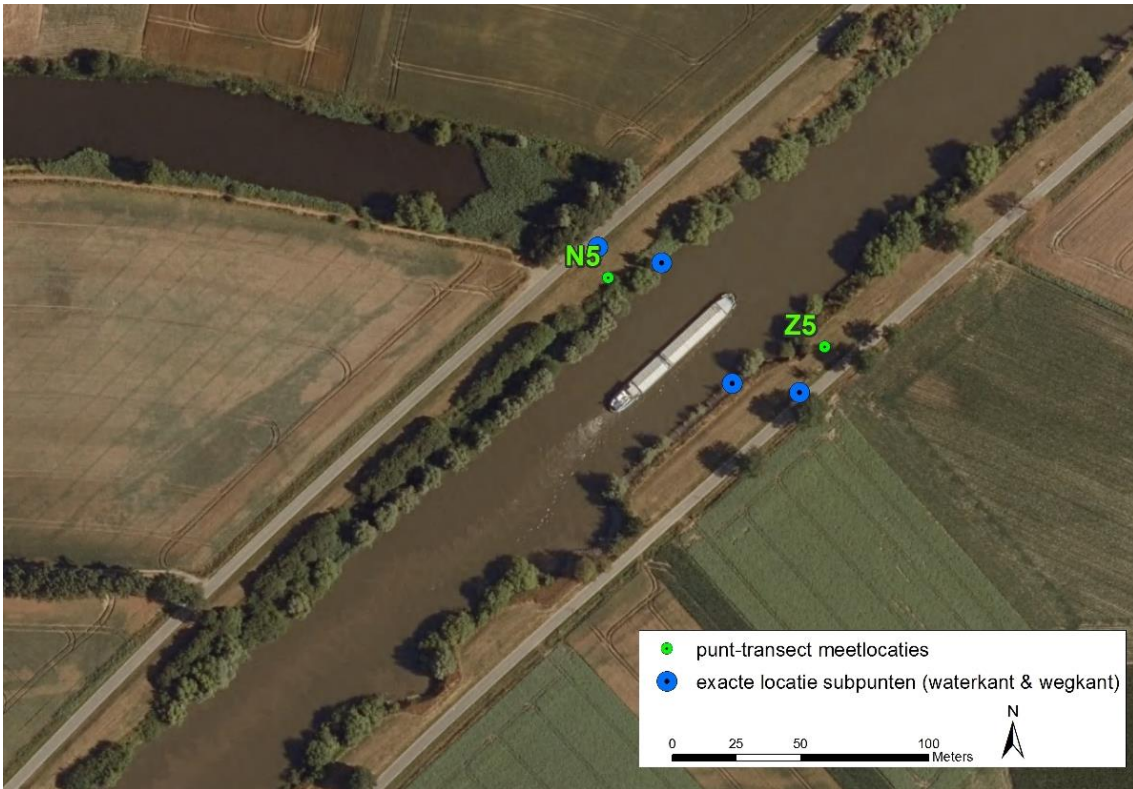 N5
Z5
punt-transect meetlocaties
exacte locatie subpunten (waterkant & wegkant)
N
0 25 50 100
Meters